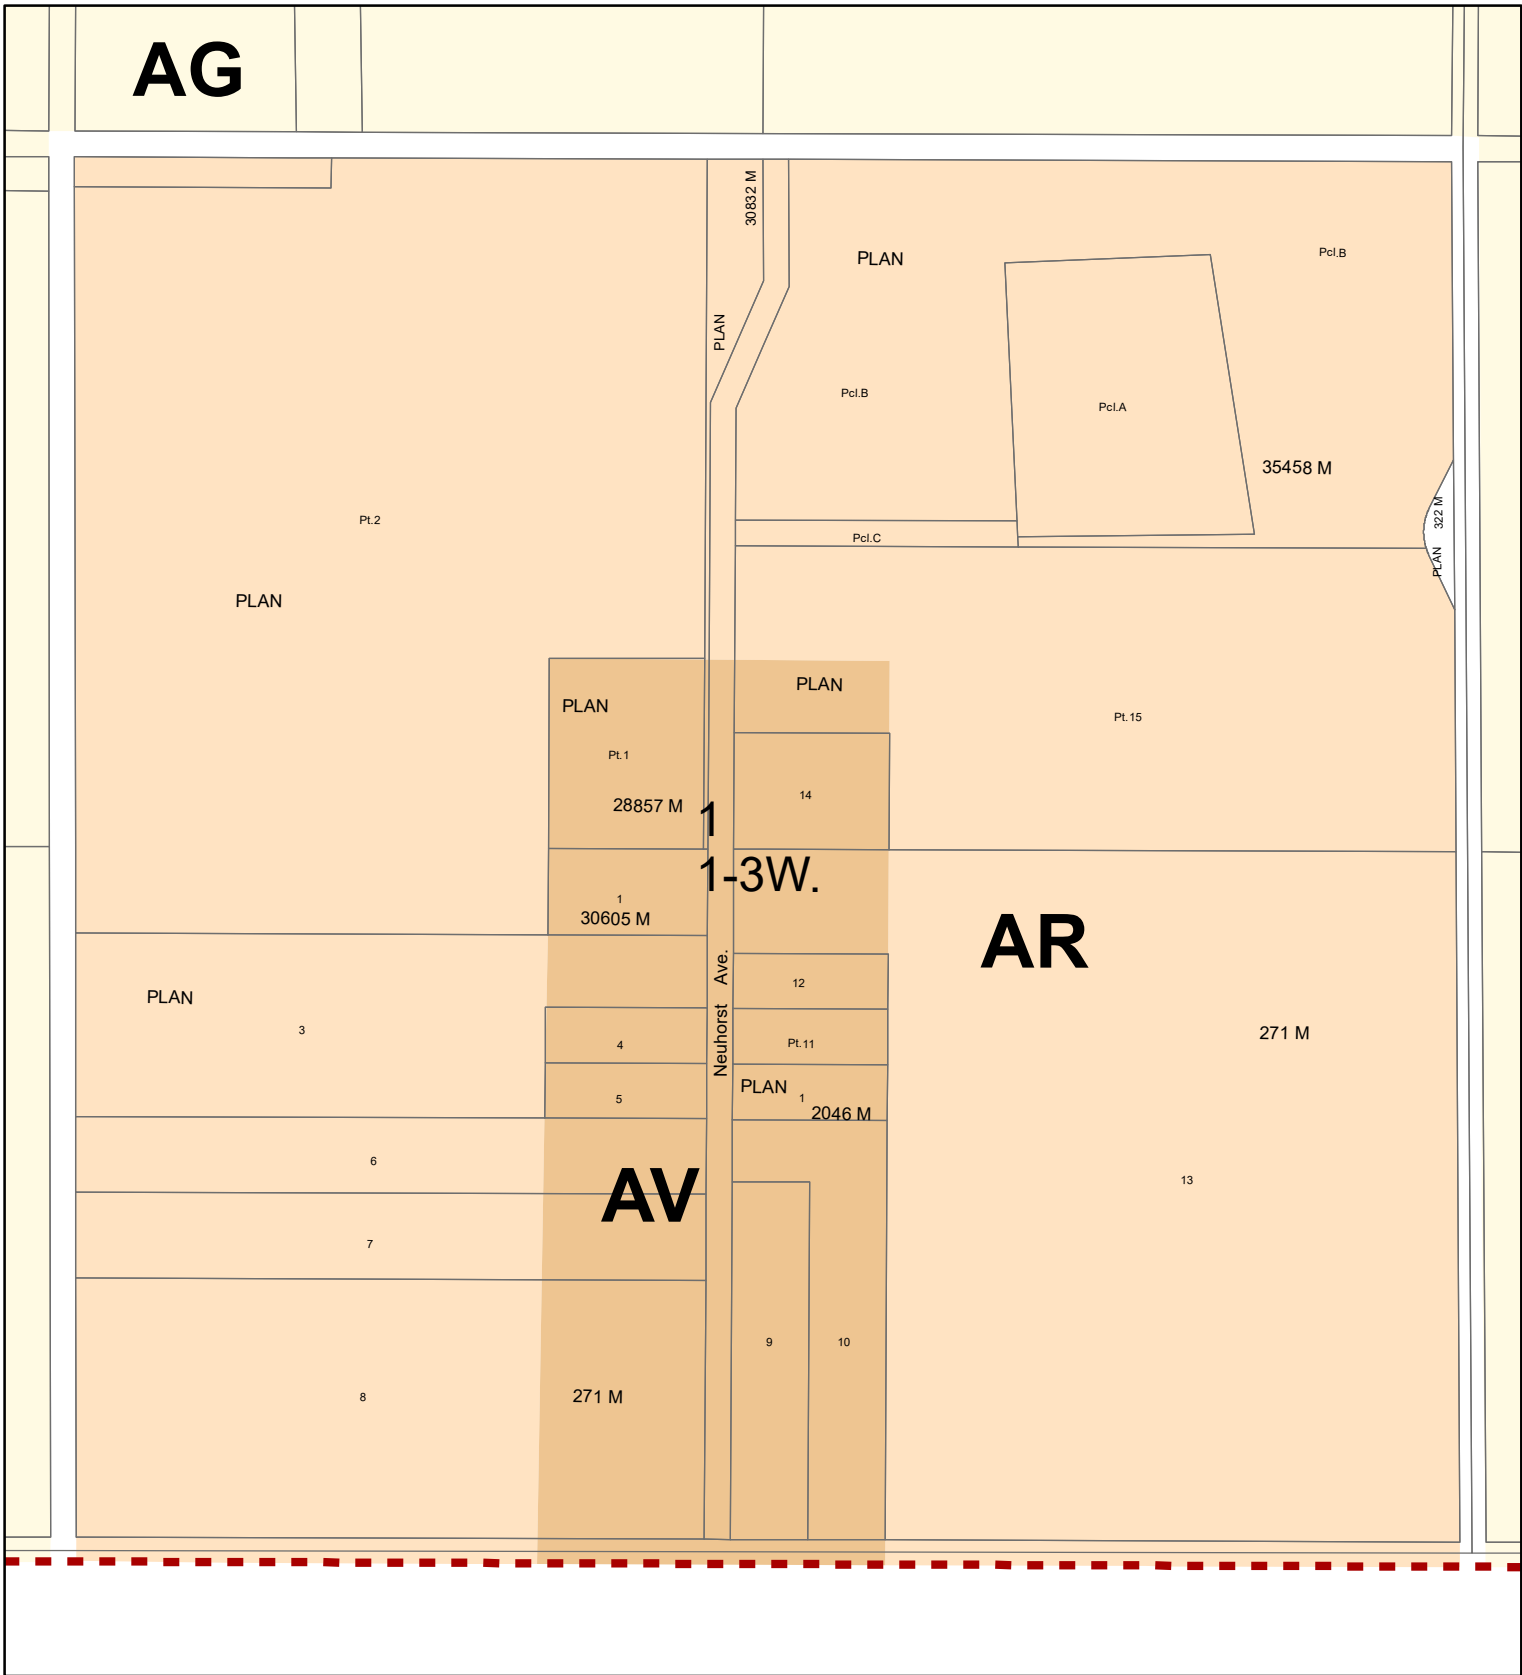 AG
30832 M
PLAN
PLAN
Pcl.B
Pcl.B
Pcl.A
35458 M
322 M
PLAN
Pcl.C
Pt.2
PLAN
PLAN
PLAN
Pt.15
Pt.1
28857 M
14
1
1-3W.
1
30605 M
AR
Neuhorst Ave.
12
PLAN
3
4
Pt.11
271 M
5
PLAN
1
2046 M
6
AV
13
7
9
10
8
271 M